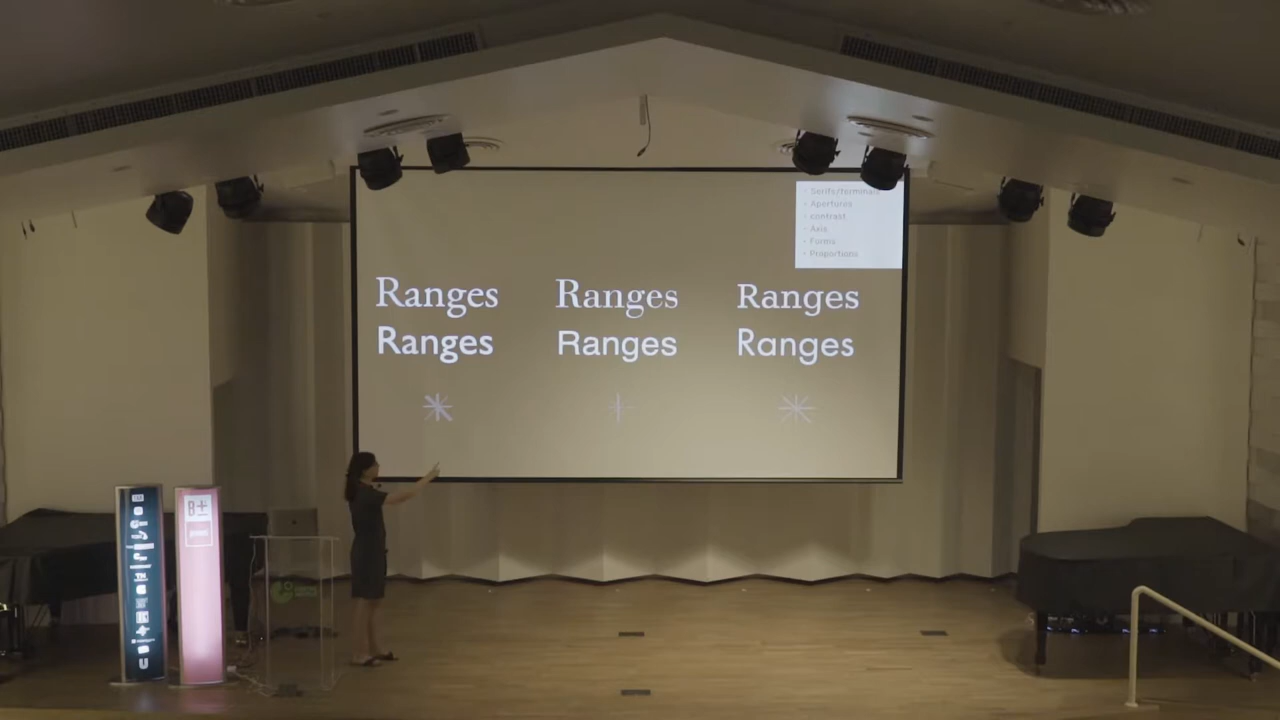 - Serifs/terminals
- Apertures
- contrast
- Axis
- Forms
- Proportions
Ranges Ranges Ranges
Ranges Ranges Ranges
B±